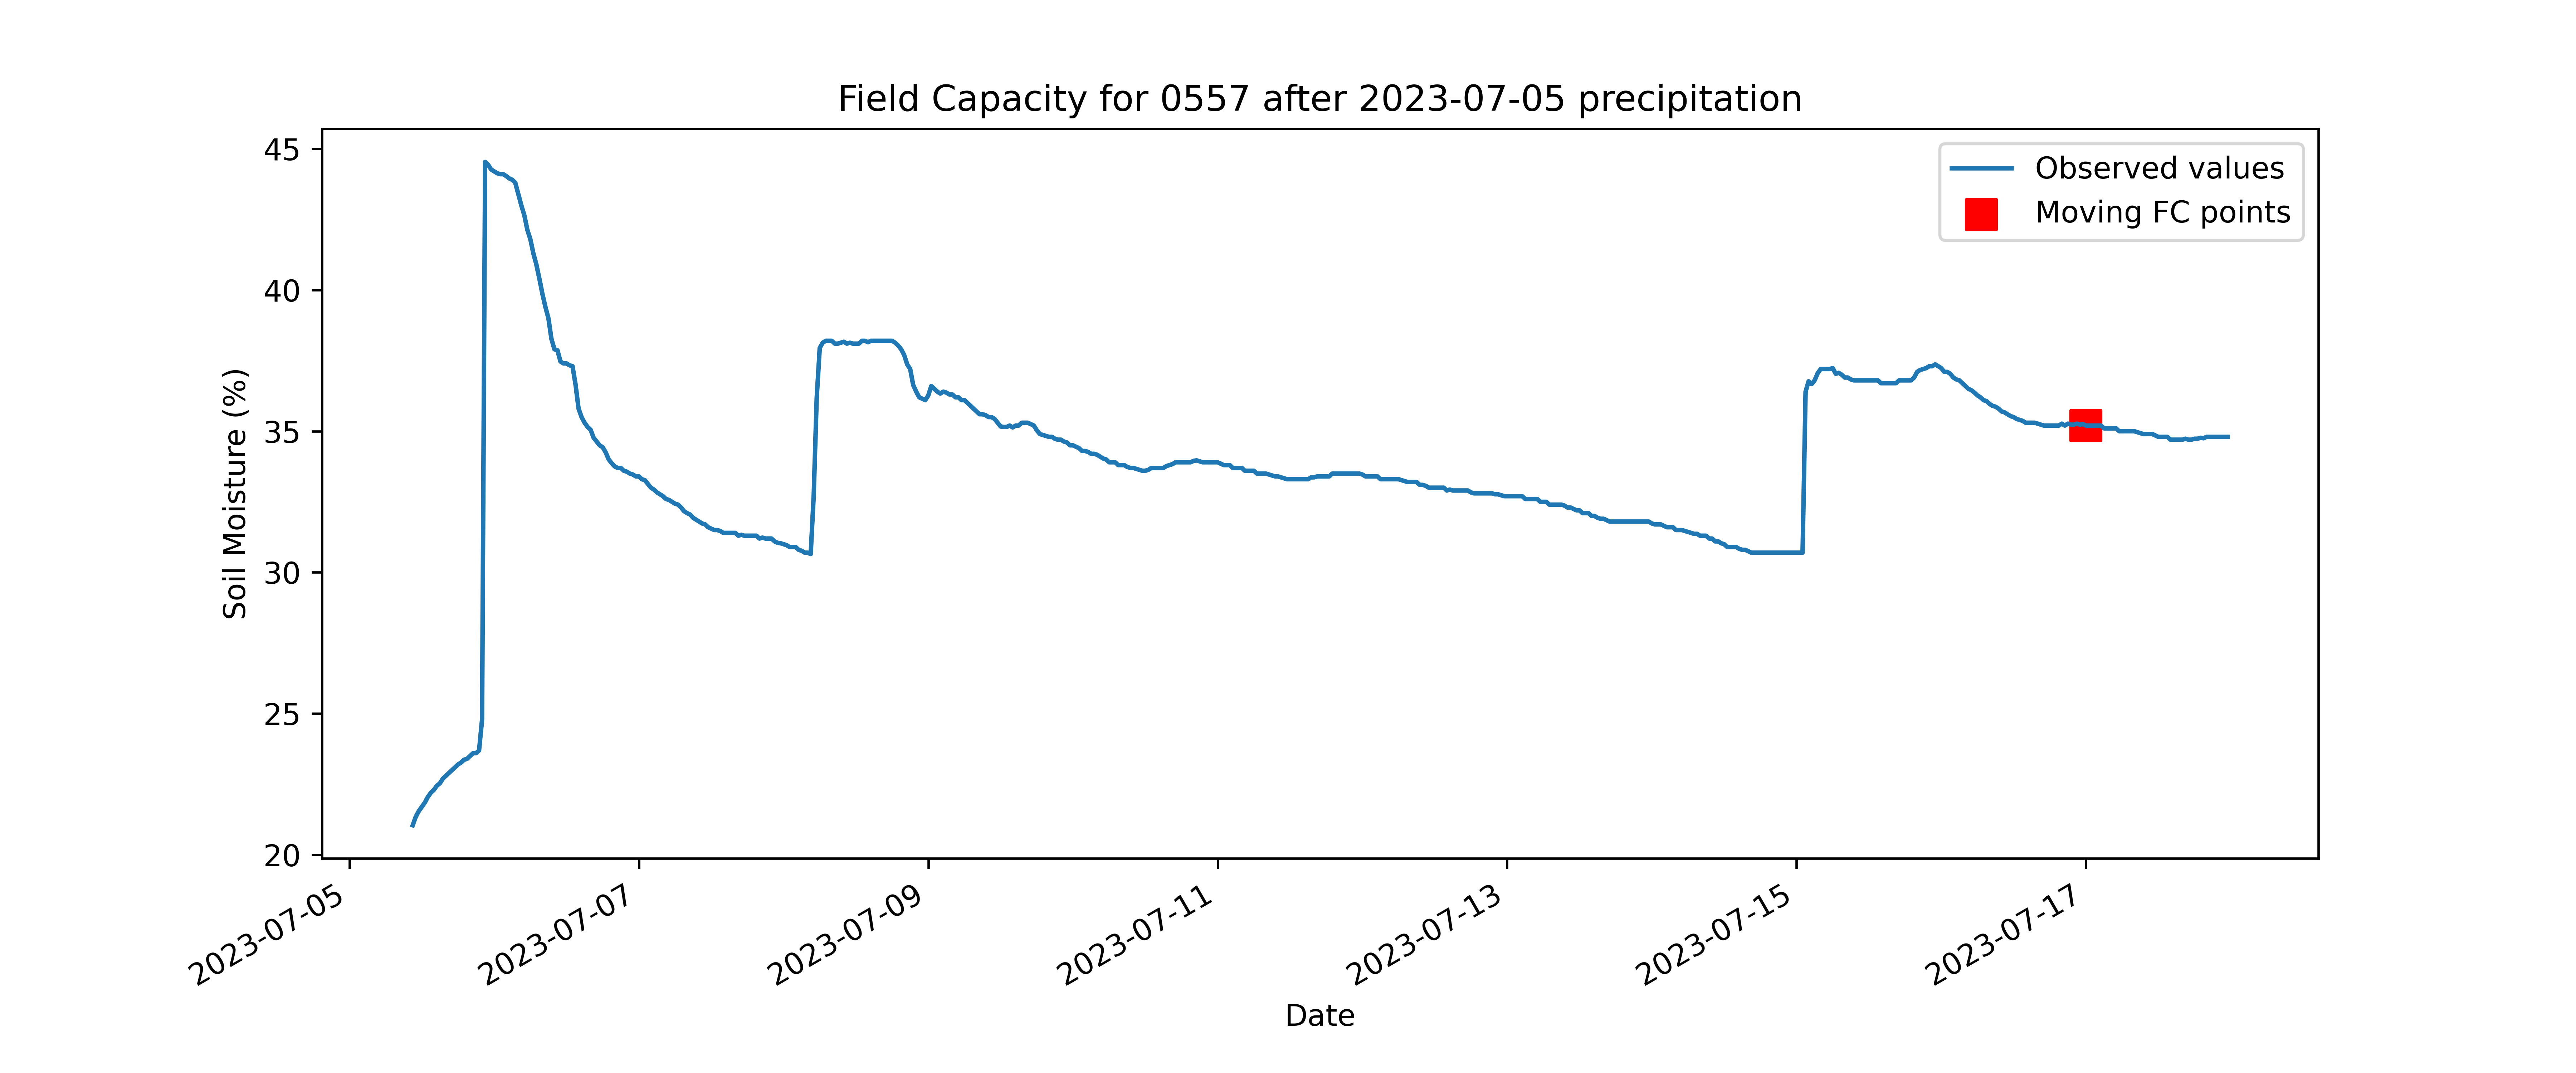 Field Capacity for 0557 after 2023-07-05 precipitation
Observed values
Moving FC points
Soil Moisture (%)
45
40
35
30
25
20
2023-07-05
2023-07-07
2023-07-09
2023-07-11
2023-07-13
2023-07-15
2023-07-17
Date